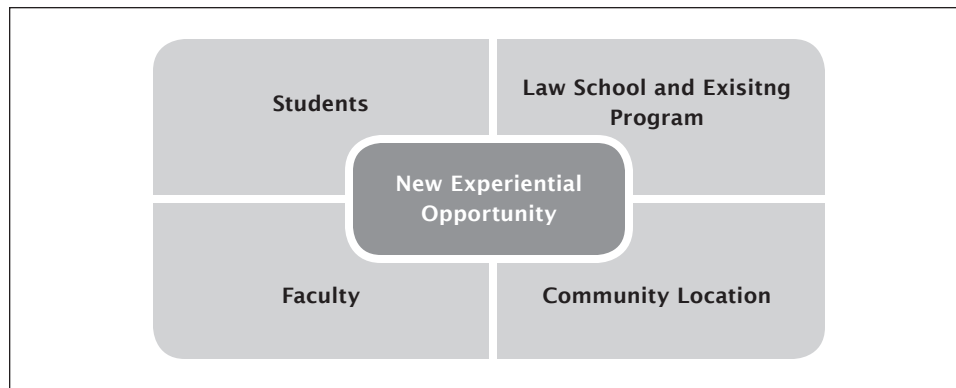 Students
Law School and Exisitng
Program
New Experiential
Opportunity
Faculty
Community Location